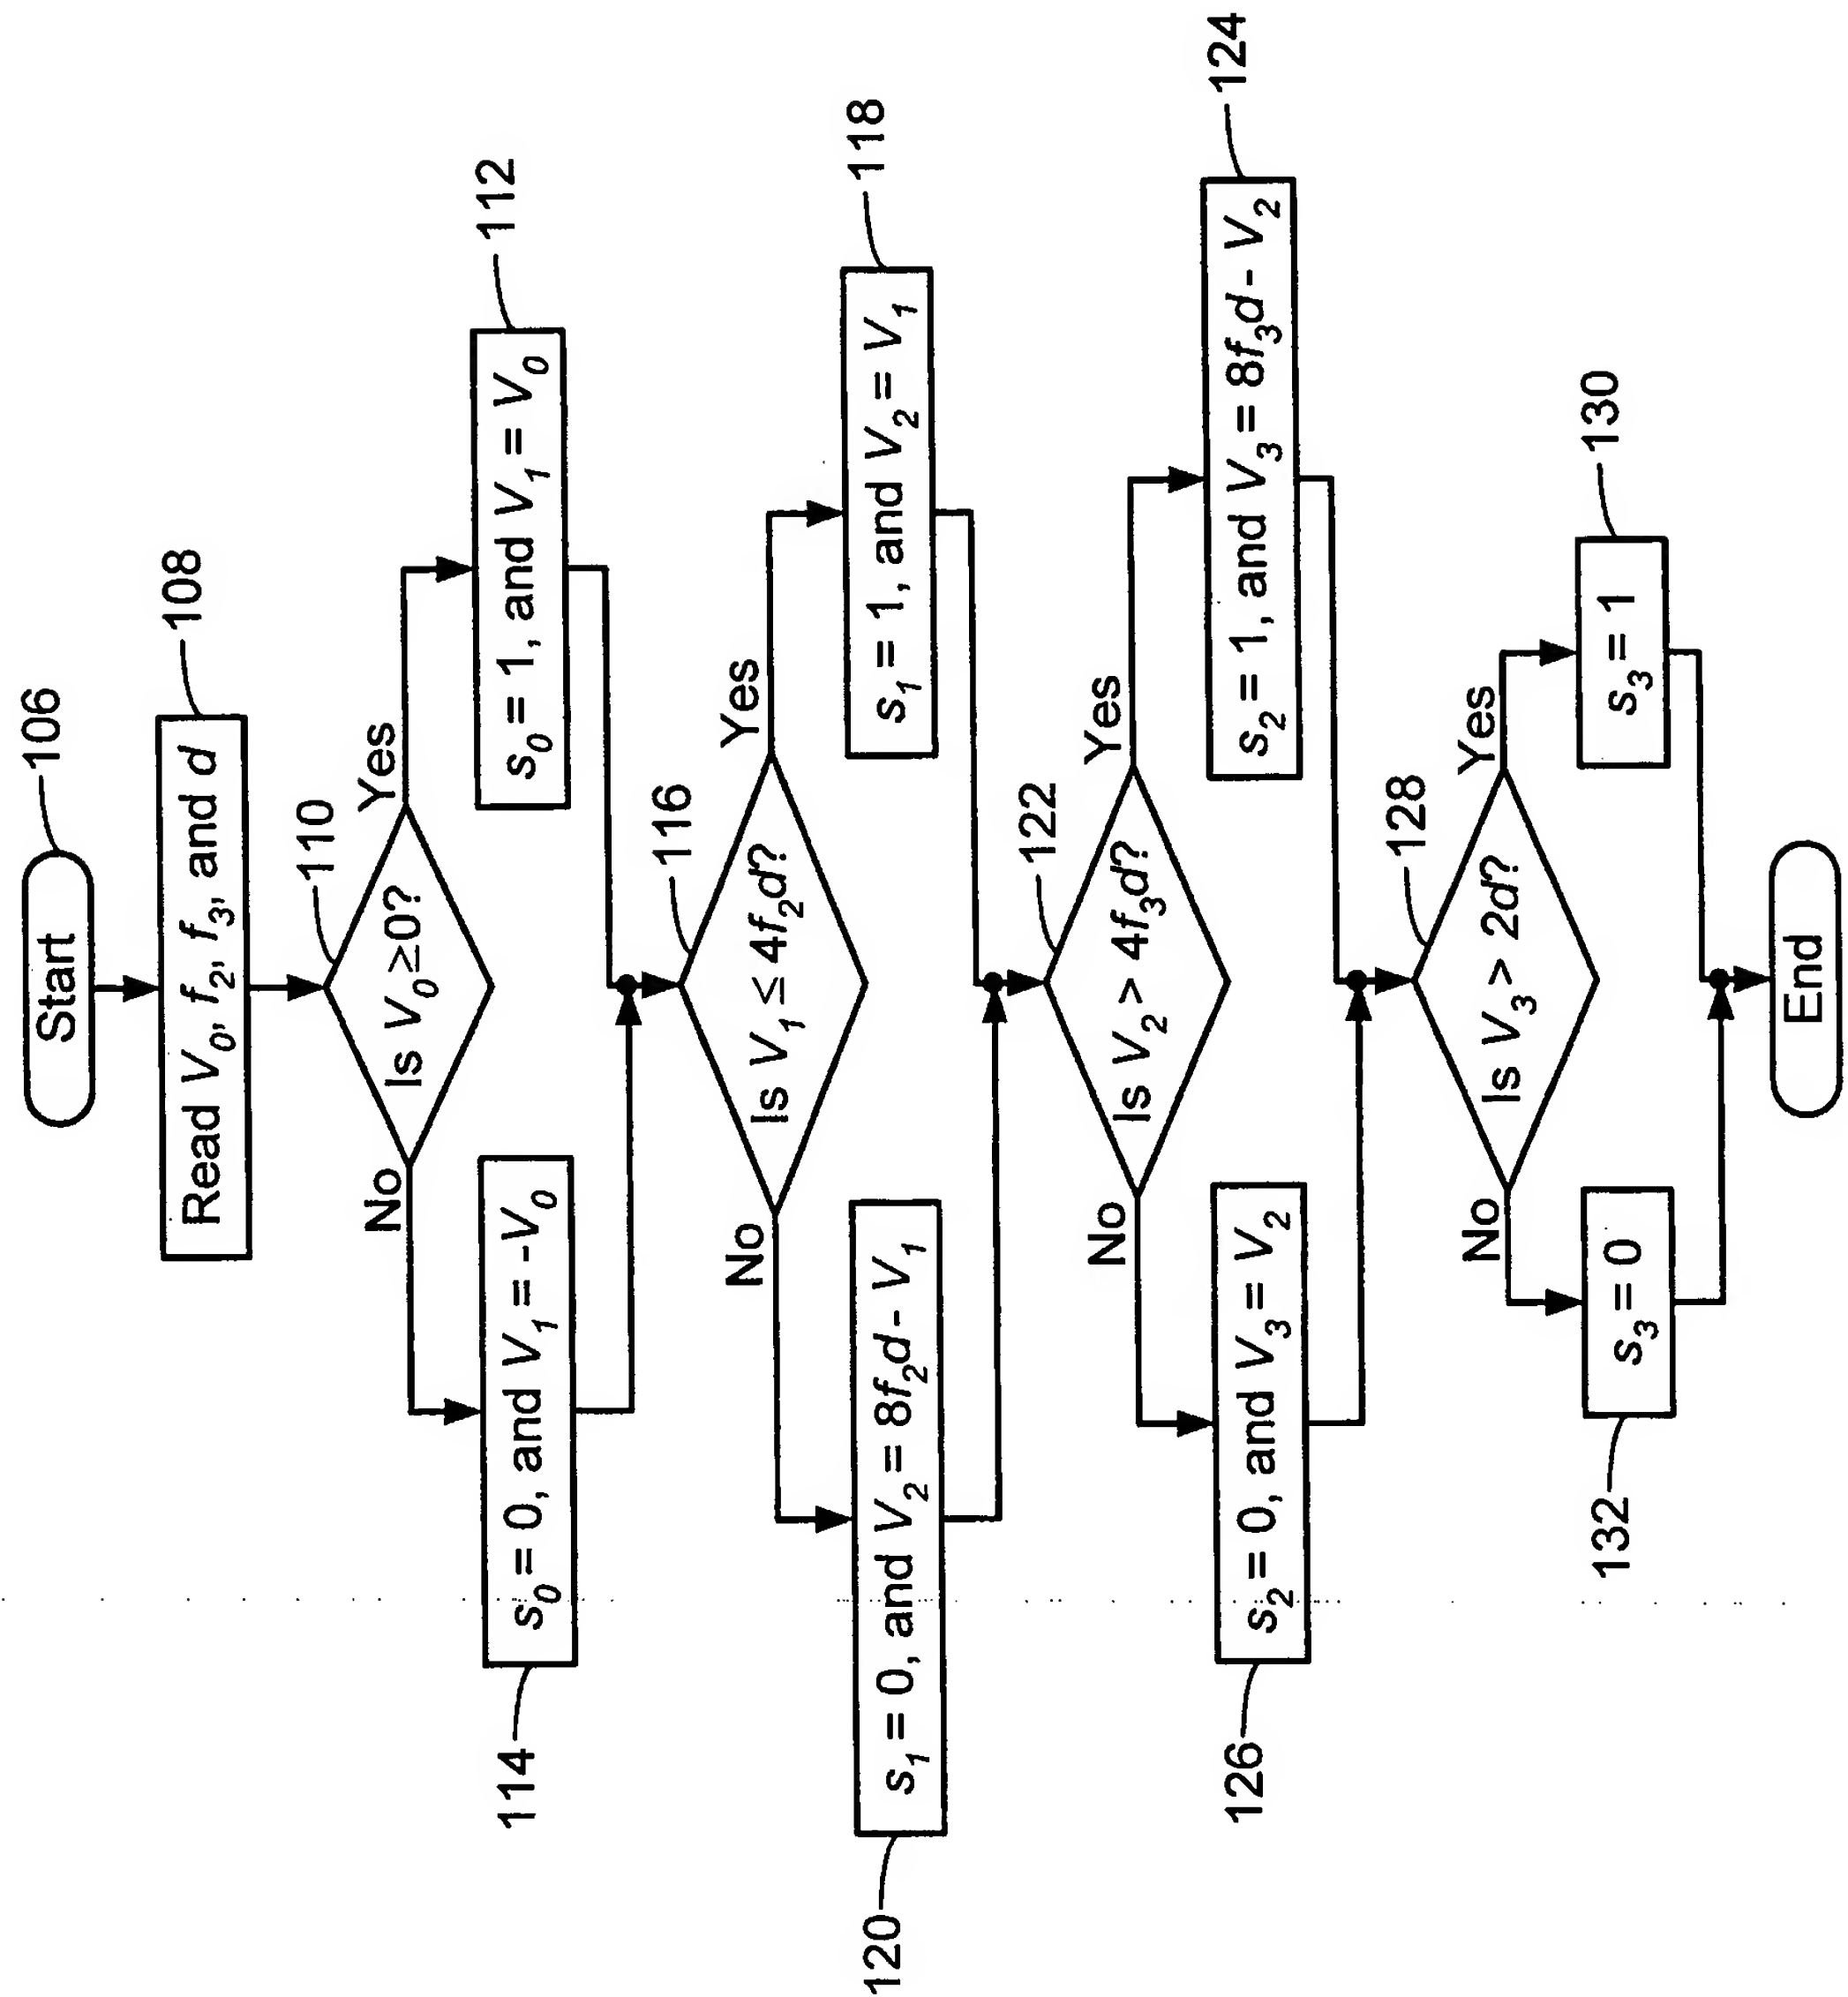 Start
106
Read V0, f2, f3, and d
108
110
Is V0 ≥0?
No
Yes
s0 = 0, and V1 = -V0
114
s0 = 1, and V1 = V0
112
116
Is V1 ≤ 4f2d?
No
Yes
s1 = 0, and V2 = 8f2d- V1
120
s1 = 1, and V2 = V1
118
122
Is V2 > 4f3d?
No
Yes
s2 = 0, and V3 = V2
126
s2 = 1, and V3 = 8f3d- V2
124
128
Is V3 > 2d?
No
Yes
s3 = 0
132
s3 = 1
130
End